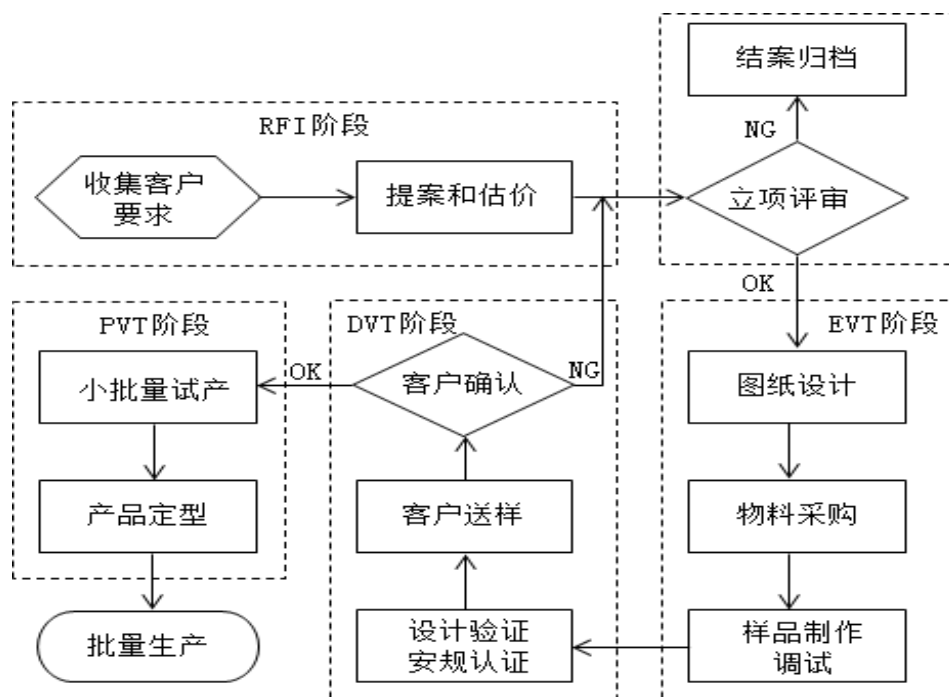 结案归档
NG
立项评审
OK
RFI阶段
收集客户
要求
提案和估价
PVT阶段
小批量试产
产品定型
批量生产
DVT阶段
OK
客户确认
NG
客户送样
设计验证
安规认证
EVT阶段
图纸设计
物料采购
样品制作
调试